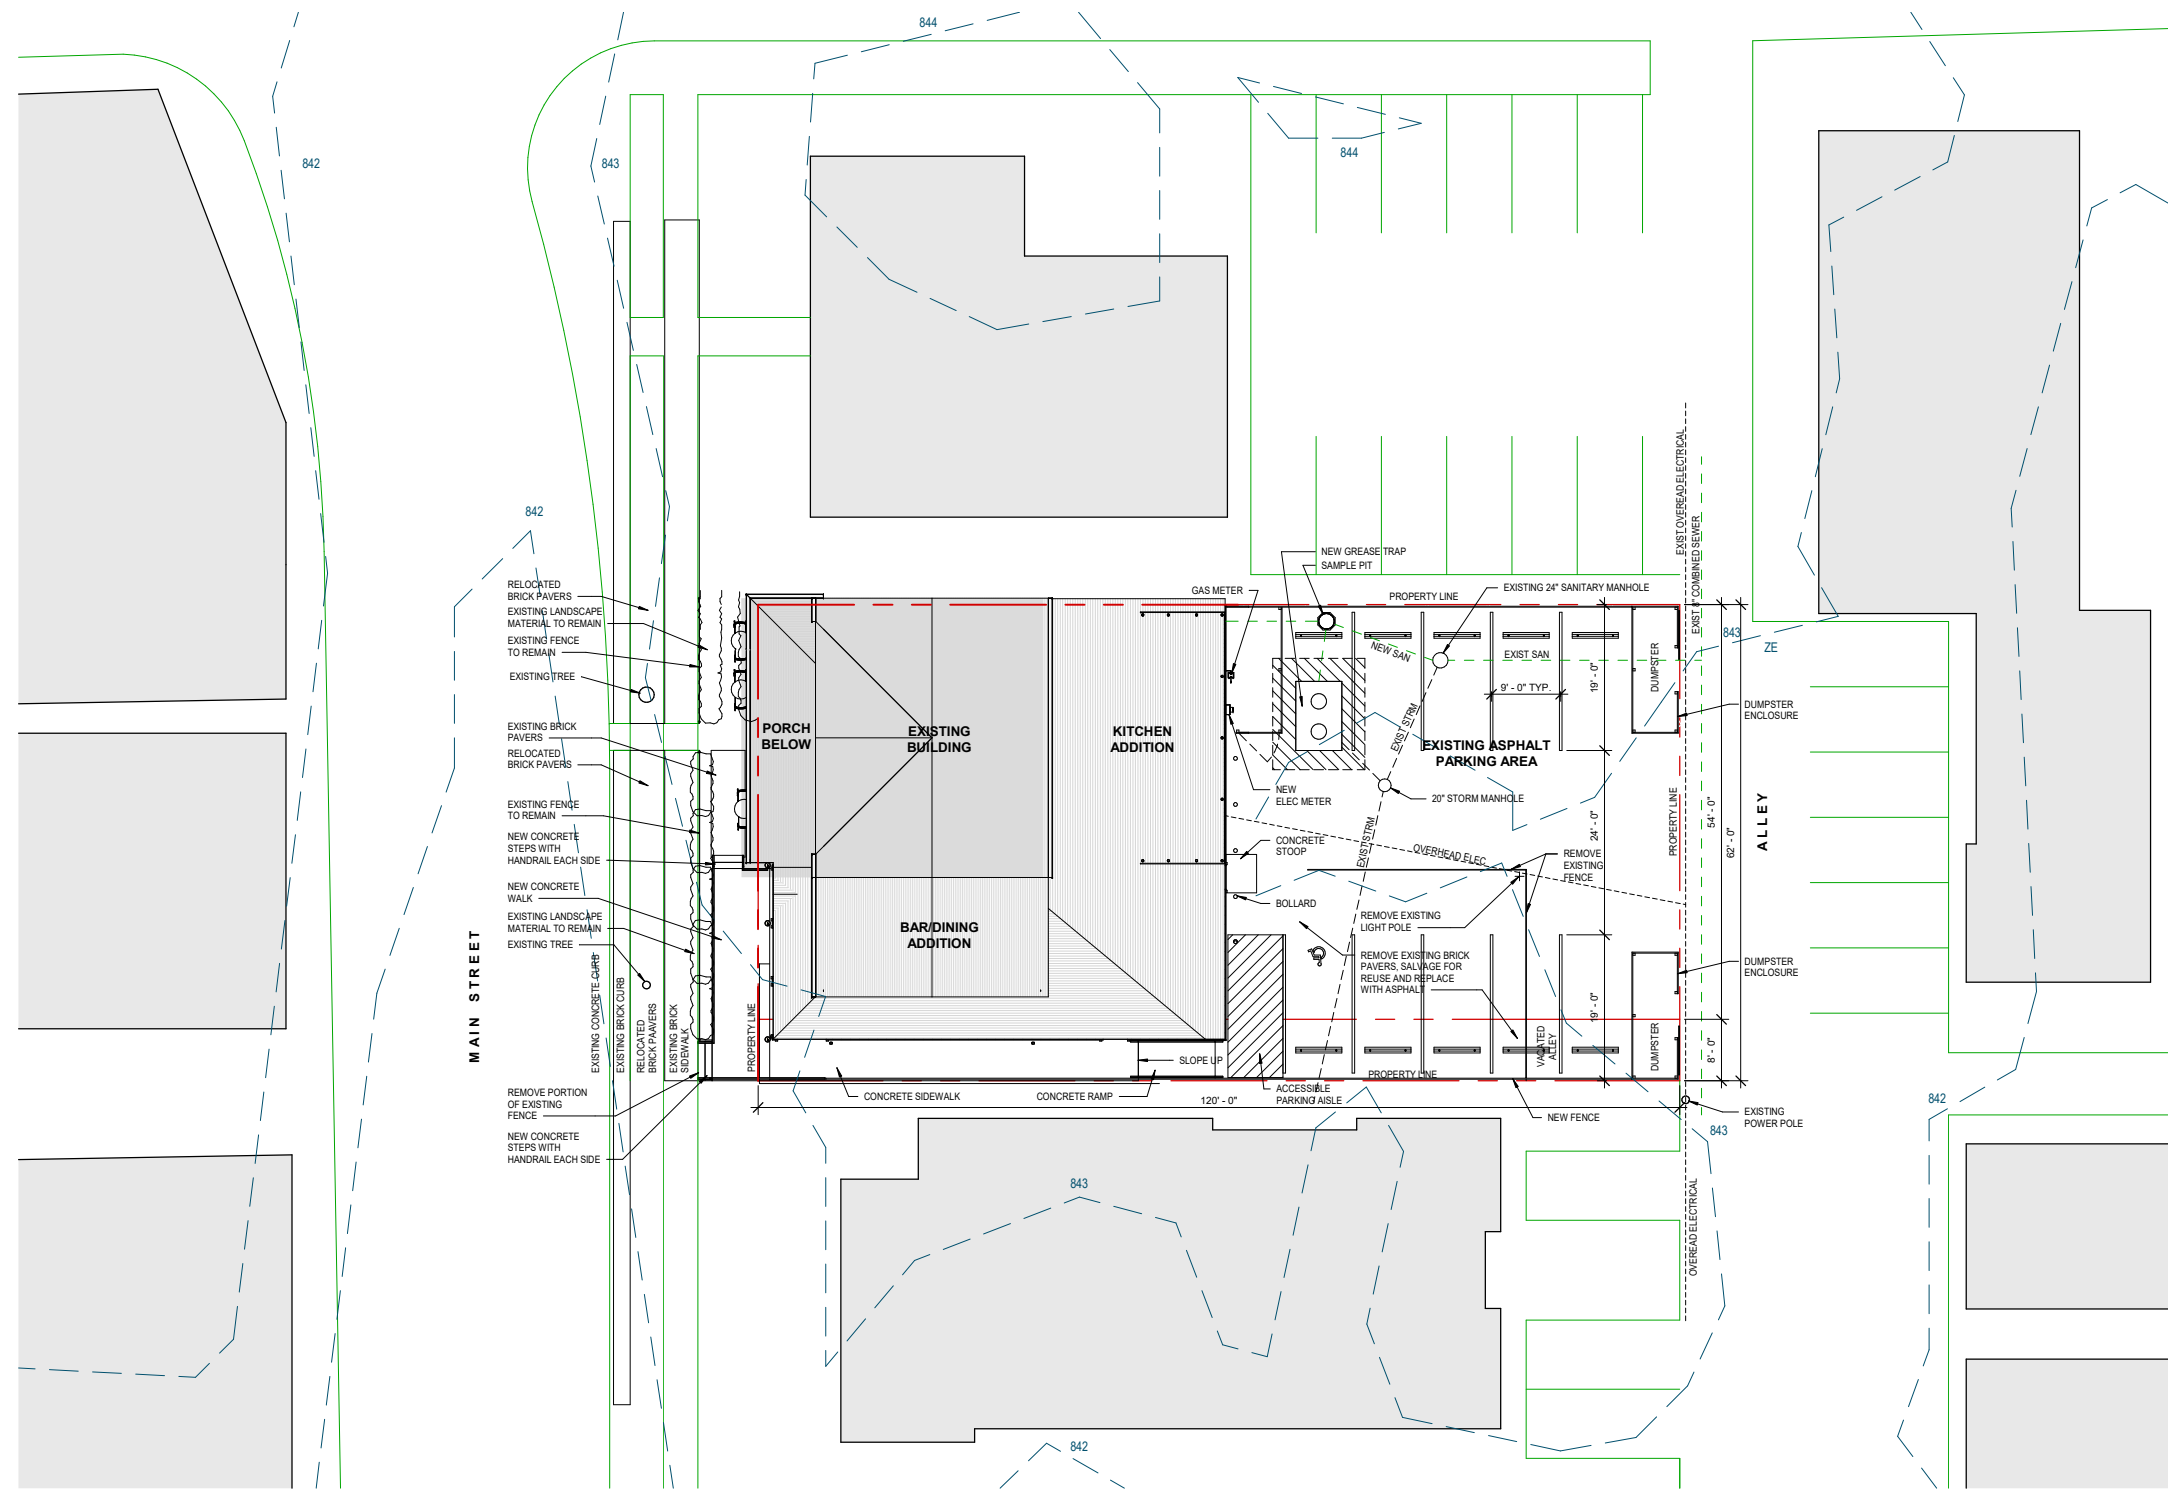 844
842
843
844
842
RELOCATED
BRICK PAVERS
EXISTING LANDSCAPE
MATERIAL TO REMAIN
EXISTING FENCE
TO REMAIN
EXISTING TREE
EXISTING BRICK
PAVERS
RELOCATED
BRICK PAVERS
EXISTING FENCE
TO REMAIN
NEW CONCRETE
STEPS WITH
HANDRAIL EACH SIDE
NEW CONCRETE
WALK
EXISTING LANDSCAPE
MATERIAL TO REMAIN
EXISTING TREE
MAIN STREET
EXISTING CONCRETE CURB
EXISTING BRICK CURB
RELOCATED
BRICK PAAVERS
EXISTING BRICK
SIDEWALK
PROPERTY LINE
REMOVE PORTION
OF EXISTING
FENCE
NEW CONCRETE
STEPS WITH
HANDRAIL EACH SIDE
PORCH
BELOW
EXISTING
BUILDING
KITCHEN
ADDITION
BAR/DINING
ADDITION
NEW GREASE TRAP
SAMPLE PIT
GAS METER
EXISTING 24" SANITARY MANHOLE
PROPERTY LINE
NEW SAN
EXIST SAN
9' - 0" TYP.
19' - 0"
DUMPSTER
EXIST OVEREAD ELECTRICAL
EXIST 8" COMBINED SEWER
843
ZE
DUMPSTER
ENCLOSURE
EXIST STRM
EXISTING ASPHALT
PARKING AREA
NEW
ELEC METER
20" STORM MANHOLE
24' - 0"
PROPERTY LINE
54' - 0"
62' - 0"
ALLEY
CONCRETE
STOOP
EXIST STRM
OVERHEAD ELEC
REMOVE
EXISTING
FENCE
BOLLARD
REMOVE EXISTING
LIGHT POLE
REMOVE EXISTING BRICK
PAVERS, SALVAGE FOR
REUSE AND REPLACE
WITH ASPHALT
DUMPSTER
ENCLOSURE
19' - 0"
VACATED
ALLEY
DUMPSTER
8' - 0"
SLOPE UP
PROPERTY LINE
CONCRETE SIDEWALK
CONCRETE RAMP
ACCESSIBLE
PARKING AISLE
120' - 0"
NEW FENCE
EXISTING
POWER POLE
842
843
843
OVEREAD ELECTRICAL
842